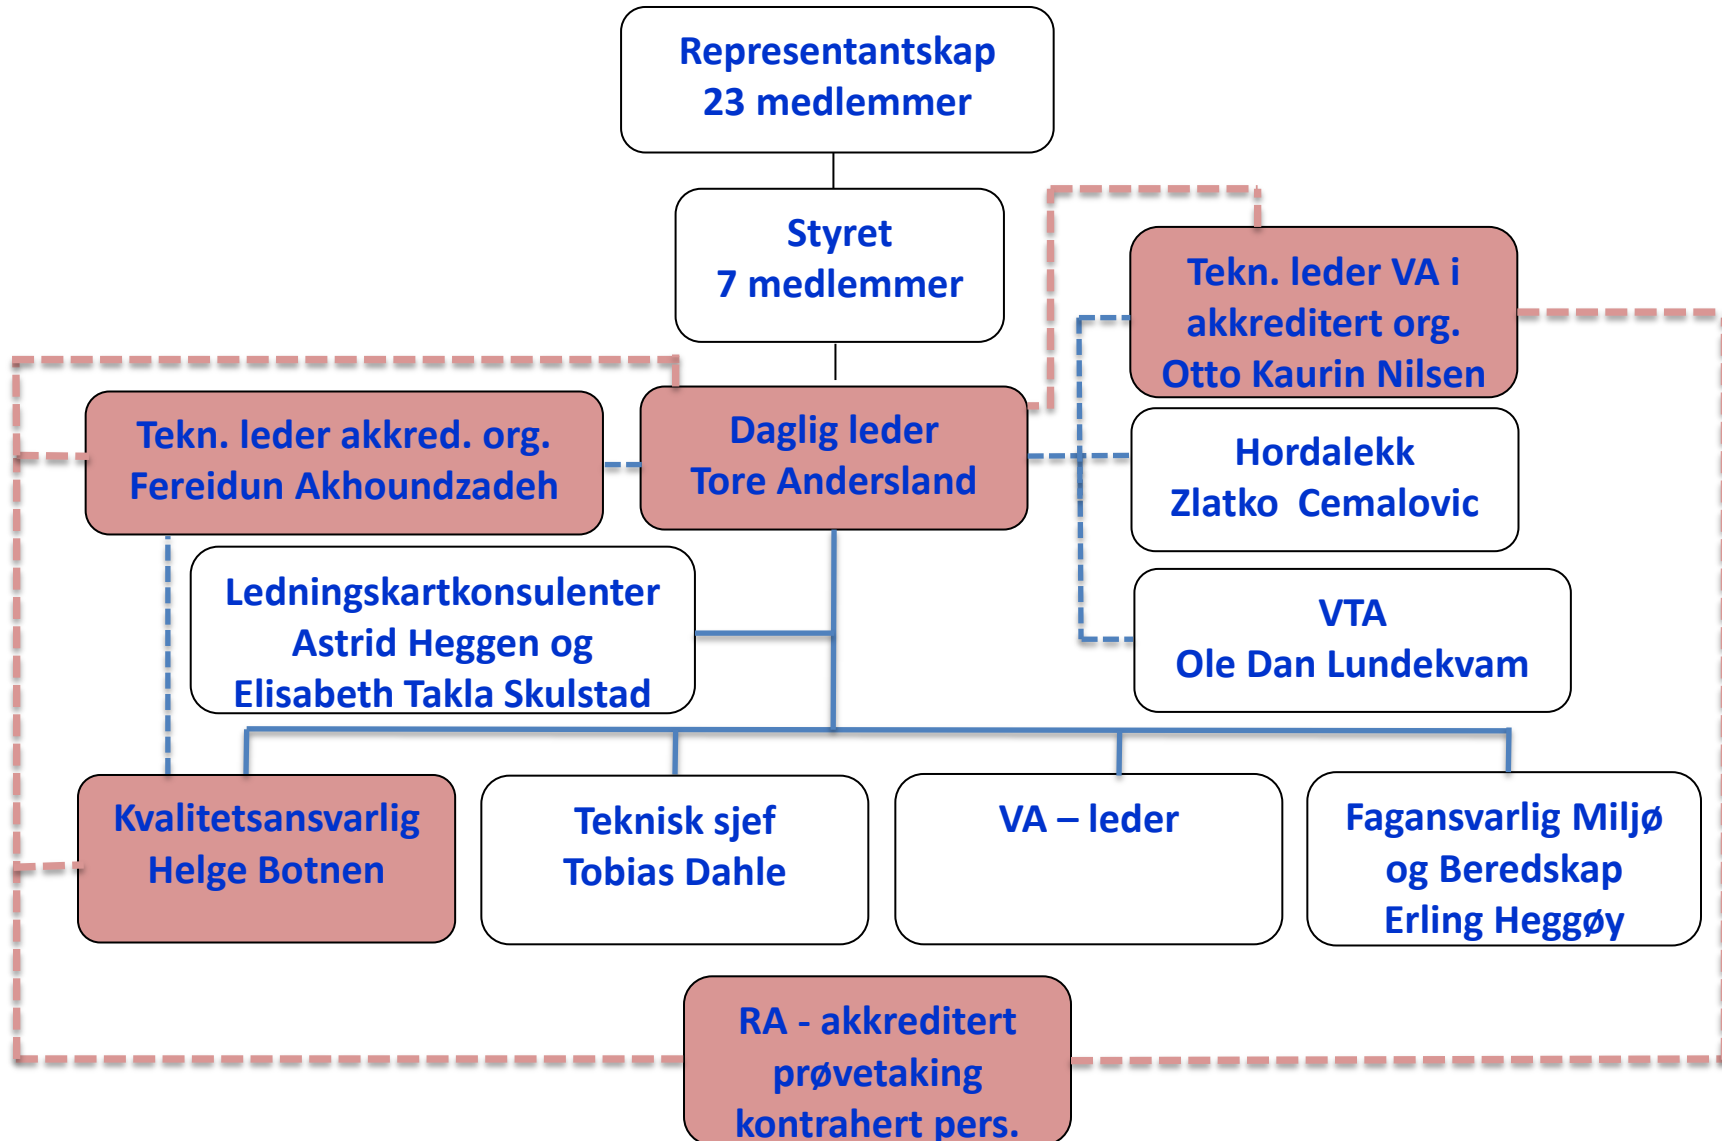 Representantskap
23 medlemmer
Styret
7 medlemmer
Tekn. leder VA i
akkreditert org.
Otto Kaurin Nilsen
Tekn. leder akkred. org.
Fereidun Akhoundzadeh
Daglig leder
Tore Andersland
Hordalekk
Zlatko Cemalovic
Ledningskartkonsulenter
Astrid Heggen og
Elisabeth Takla Skulstad
VTA
Ole Dan Lundekvam
Kvalitetsansvarlig
Helge Botnen
Teknisk sjef
Tobias Dahle
VA – leder
Fagansvarlig Miljø
og Beredskap
Erling Heggøy
RA - akkreditert
prøvetaking
kontrahert pers.